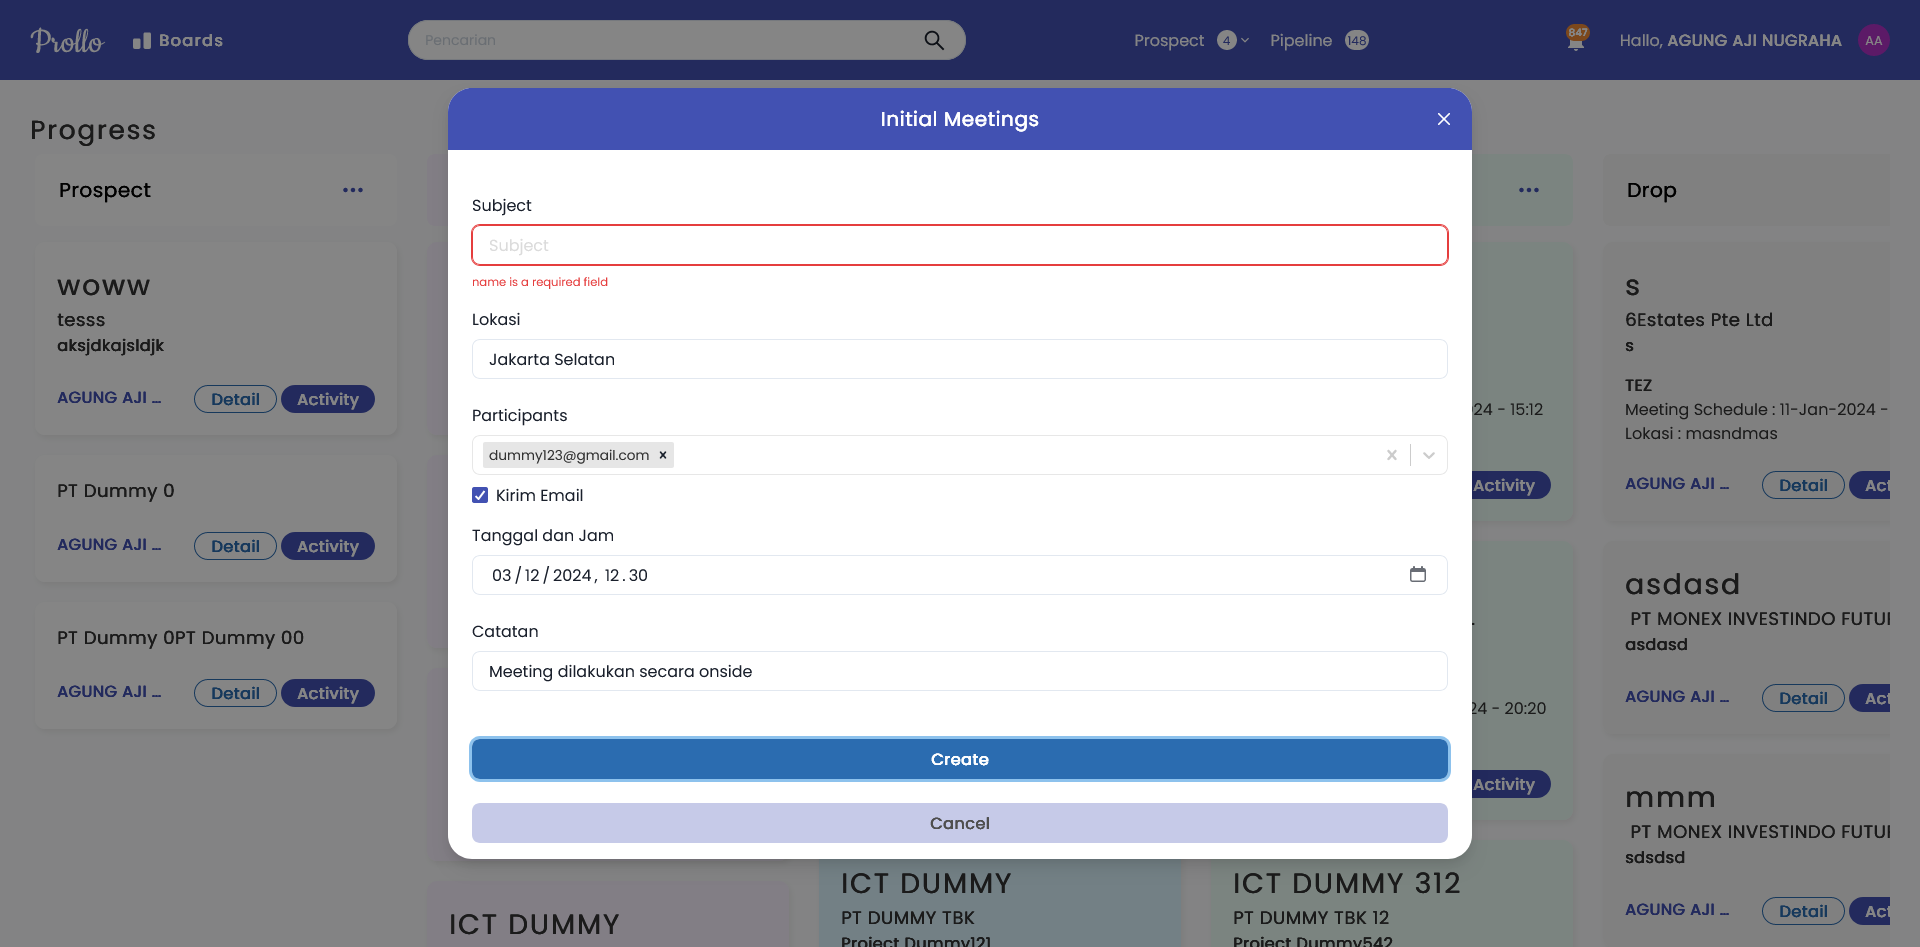 Prollo
Boards
Pencarian
Prospect 4
Pipeline 148
847
Hallo, AGUNG AJI NUGRAHA
AA
Progress
Prospect
woww
tesss
aksjdkajsldjk
AGUNG AJI ...
Detail
Activity
PT Dummy 0
AGUNG AJI ...
Detail
Activity
PT Dummy 0PT Dummy 00
AGUNG AJI ...
Detail
Activity
Initial Meetings
Subject
Subject
name is a required field
Lokasi
Jakarta Selatan
Participants
dummy123@gmail.com
Kirim Email
Tanggal dan Jam
03/12/2024, 12.30
Catatan
Meeting dilakukan secara onside
Create
Cancel
ICT DUMMY
ICT DUMMY
PT DUMMY TBK
Project Dummy121
24 - 15:12
Activity
24 - 20:20
Activity
ICT DUMMY 312
PT DUMMY TBK 12
Project Dummy542
Drop
s
6Estates Pte Ltd
s
TEZ
Meeting Schedule : 11-Jan-2024 -
Lokasi : masndmas
AGUNG AJI ...
Detail
Act
asdasd
PT MONEX INVESTINDO FUTU
asdasd
AGUNG AJI ...
Detail
Act
mmm
PT MONEX INVESTINDO FUTU
sdsdsd
AGUNG AJI ...
Detail
Act